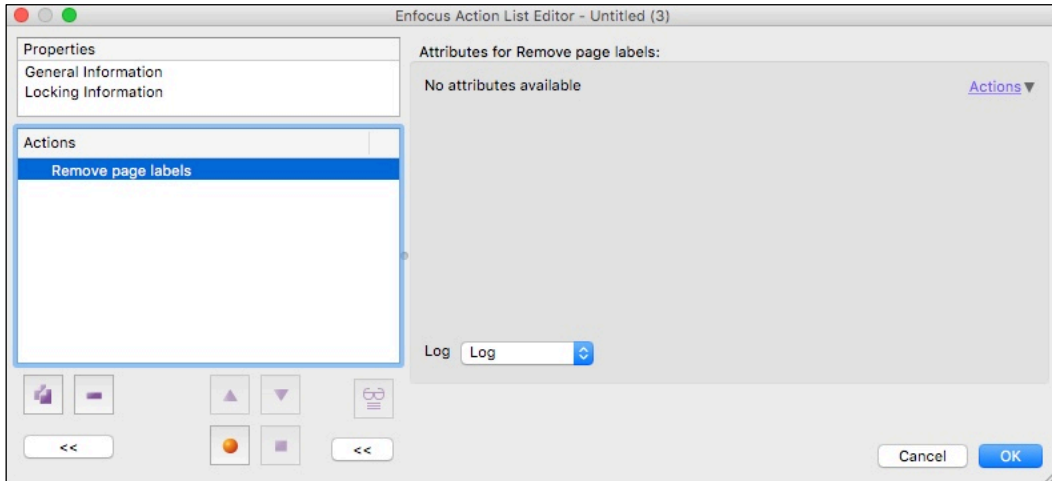 Enfocus Action List Editor - Untitled (3)
Properties
General Information
Locking Information
Actions
Remove page labels
<<
<<
Attributes for Remove page labels:
No attributes available
Actions▼
Log Log
Cancel OK